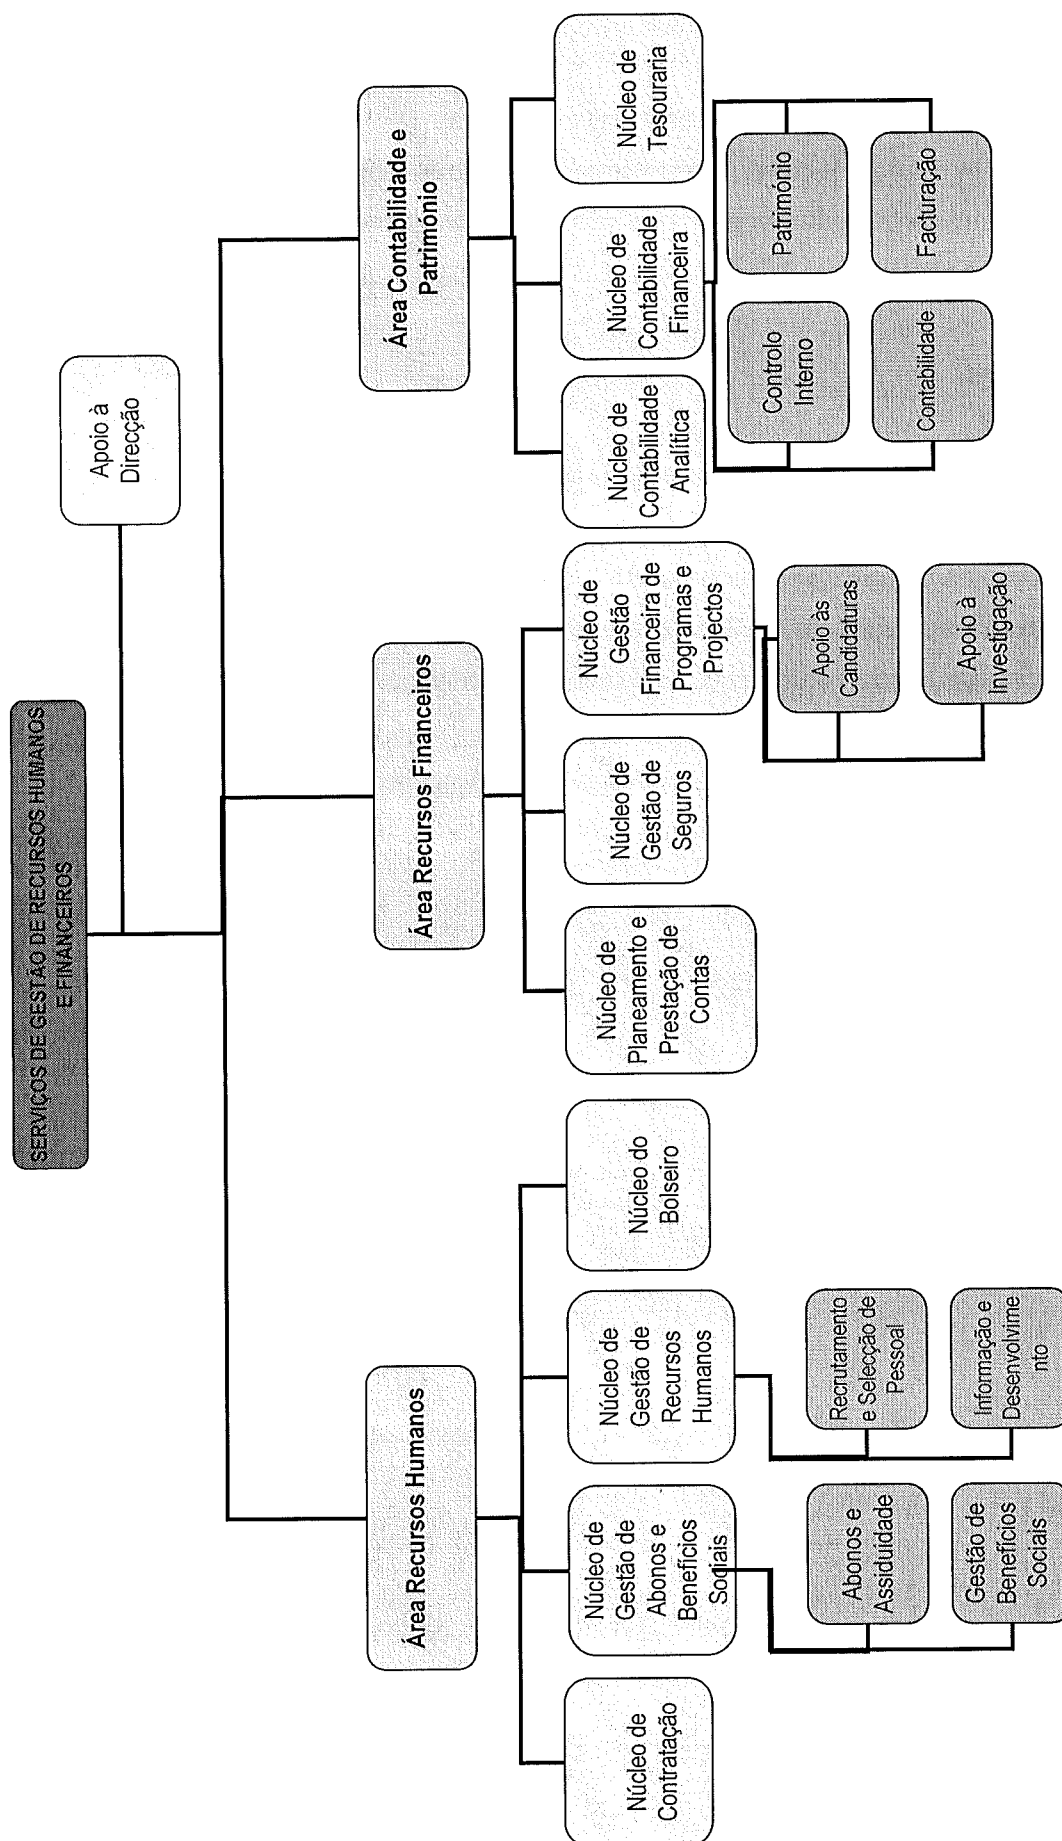 SERVIÇOS DE GESTÃO DE RECURSOS HUMANOS
E FINANCEIROS
Apoio à
Direcção
Área Recursos Humanos
Área Recursos Financeiros
Área Contabilidade e
Património
Núcleo de
Contratação
Núcleo de
Gestão de
Abonos e
Benefícios
Sociais
Núcleo de
Gestão de
Recursos
Humanos
Núcleo do
Bolseiro
Núcleo de
Planeamento e
Prestação de
Contas
Núcleo de
Gestão de
Seguros
Núcleo de
Gestão
Financeira de
Programas e
Projectos
Núcleo de
Contabilidade
Analítica
Núcleo de
Contabilidade
Financeira
Núcleo de
Tesouraria
Abonos e
Assiduidade
Gestão de
Benefícios
Sociais
Recrutamento
e Selecção de
Pessoal
Informação e
Desenvolvime
nto
Apoio às
Candidaturas
Apoio à
Investigação
Controlo
Interno
Património
Contabilidade
Facturação